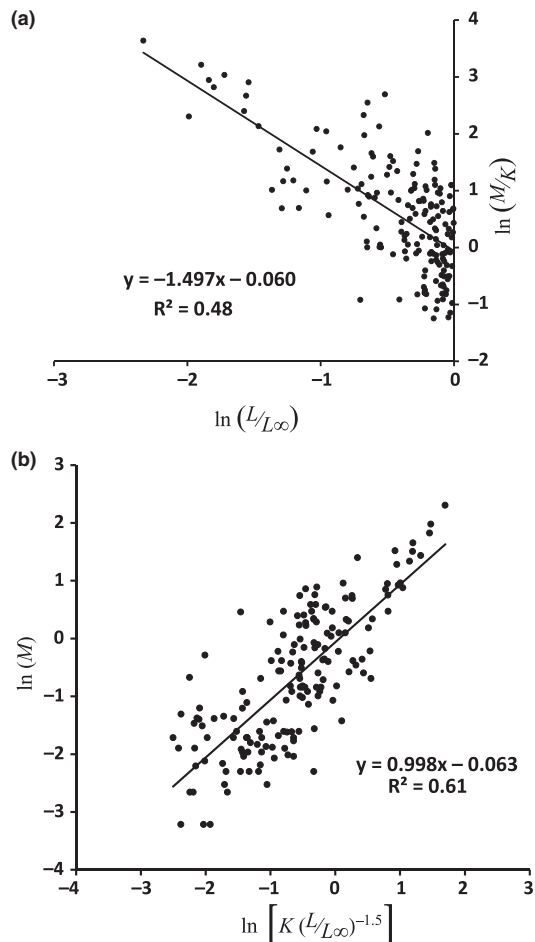 (a)
4
3
2
1
0
−1
−2
ln (M/K)
y = −1.497x − 0.060
R² = 0.48
−3 −2 −1 0
ln (L/L∞)
(b)
3
2
1
0
−1
−2
−3
−4
ln (M)
y = 0.998x − 0.063
R² = 0.61
−4 −3 −2 −1 0 1 2 3
ln [K (L/L∞)⁻¹·⁵]